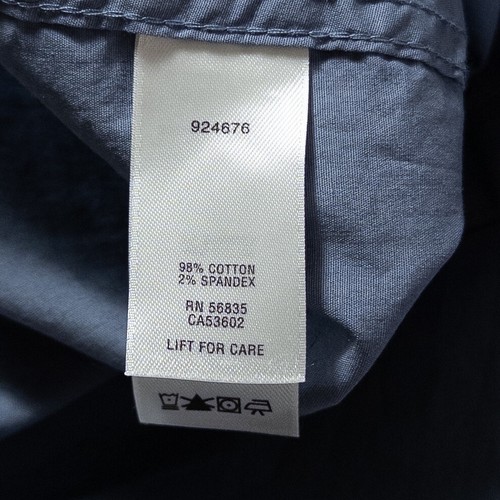 924676
98% COTTON
2% SPANDEX
RN 56835
CA53602
LIFT FOR CARE